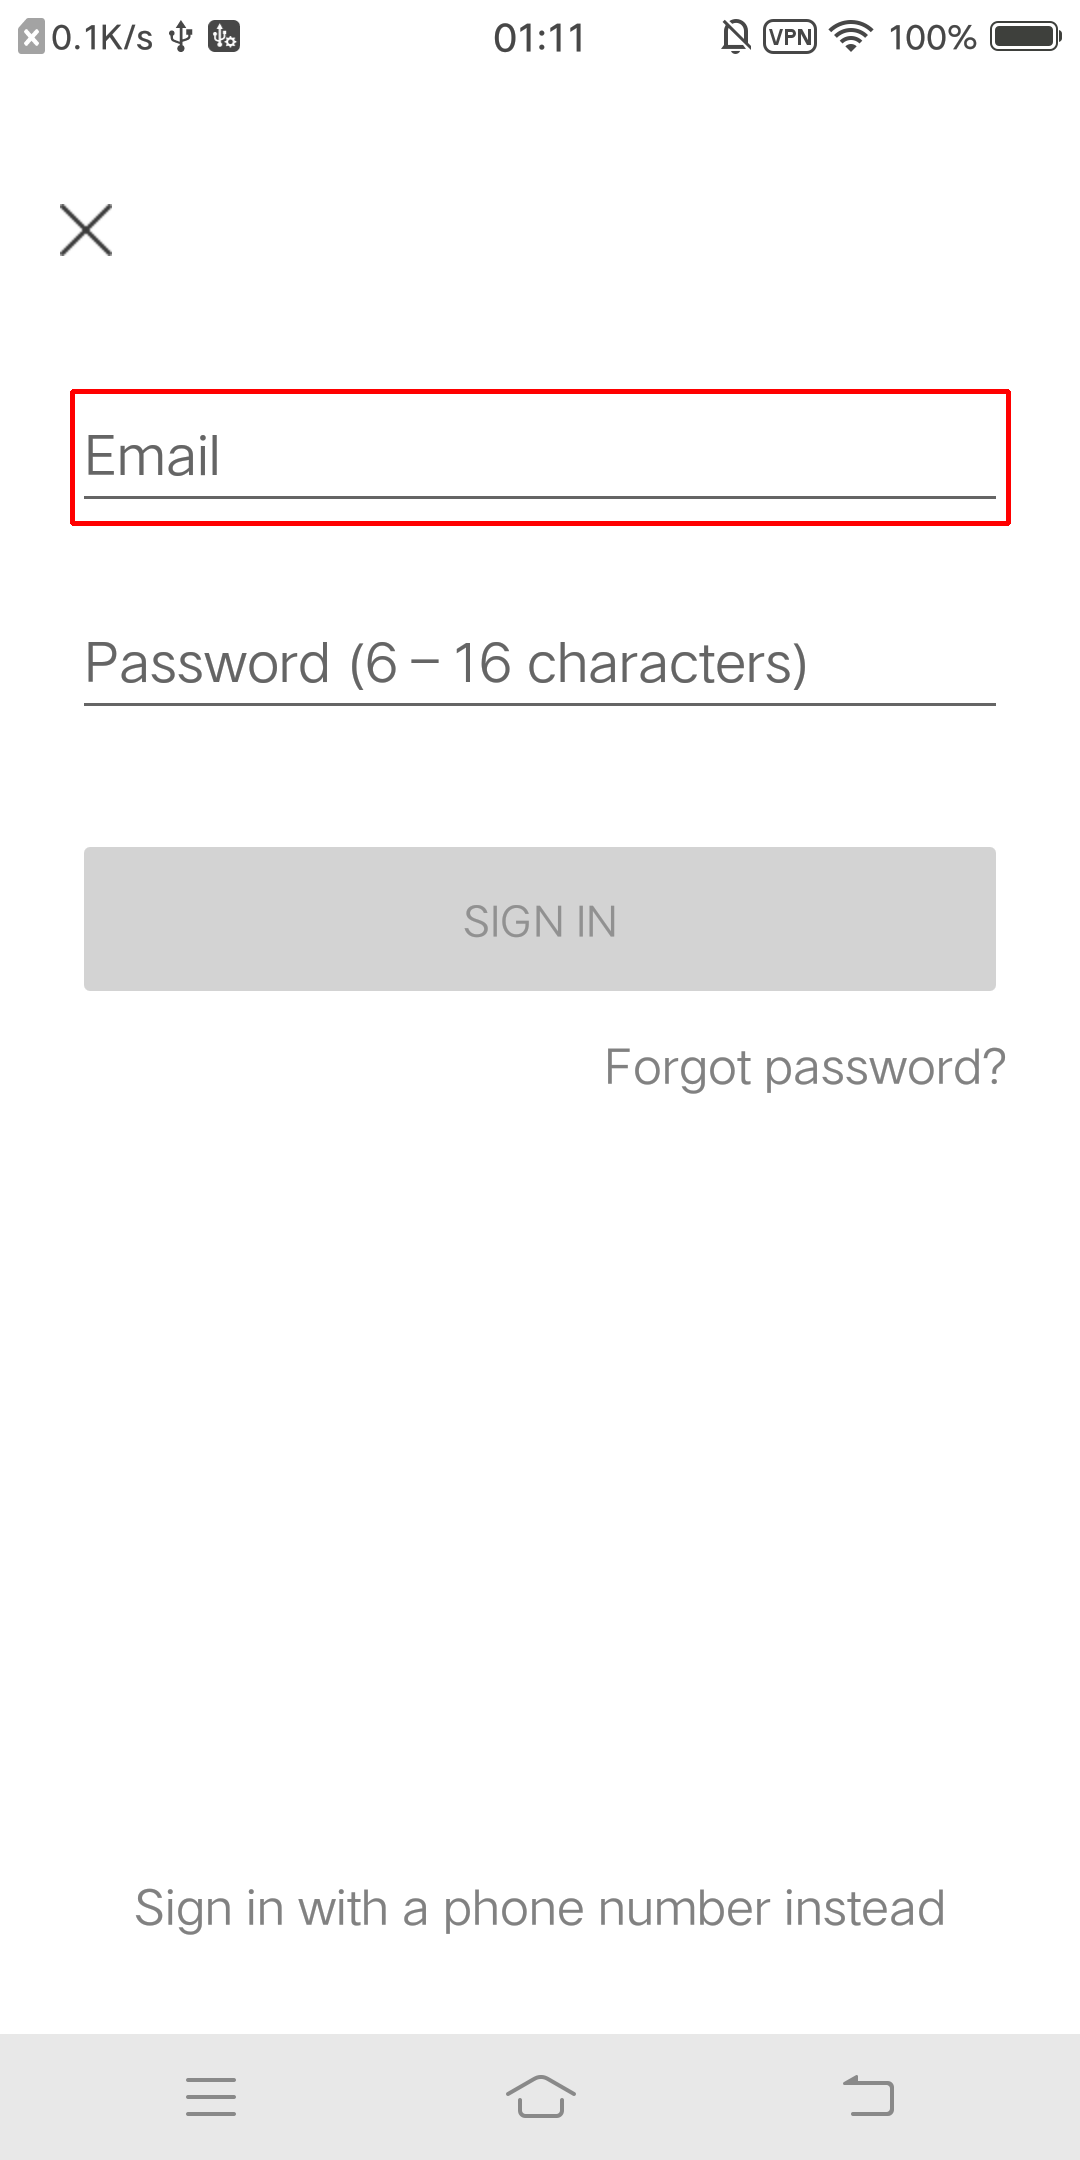 0.1K/s 01:11 VPN 100%
Email
Password (6 – 16 characters)
SIGN IN
Forgot password?
Sign in with a phone number instead